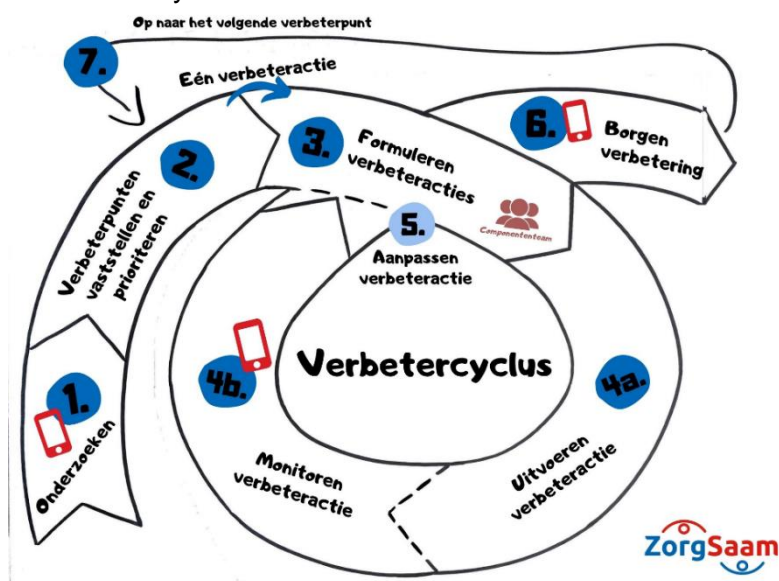 Op naar het volgende verbeterpunt
7.
Eén verbeteractie
6.
Borgen
verbetering
3.
Formuleren
verbeteracties
2.
Verbeterpunten
vaststellen en
prioriteren
Compmententeam
5.
Aanpassen
verbeteractie
Verbetercyclus
4b.
4a.
1.
Onderzoeken
Monitoren
verbeteractie
Uitvoeren
verbeteractie
ZorgSaam